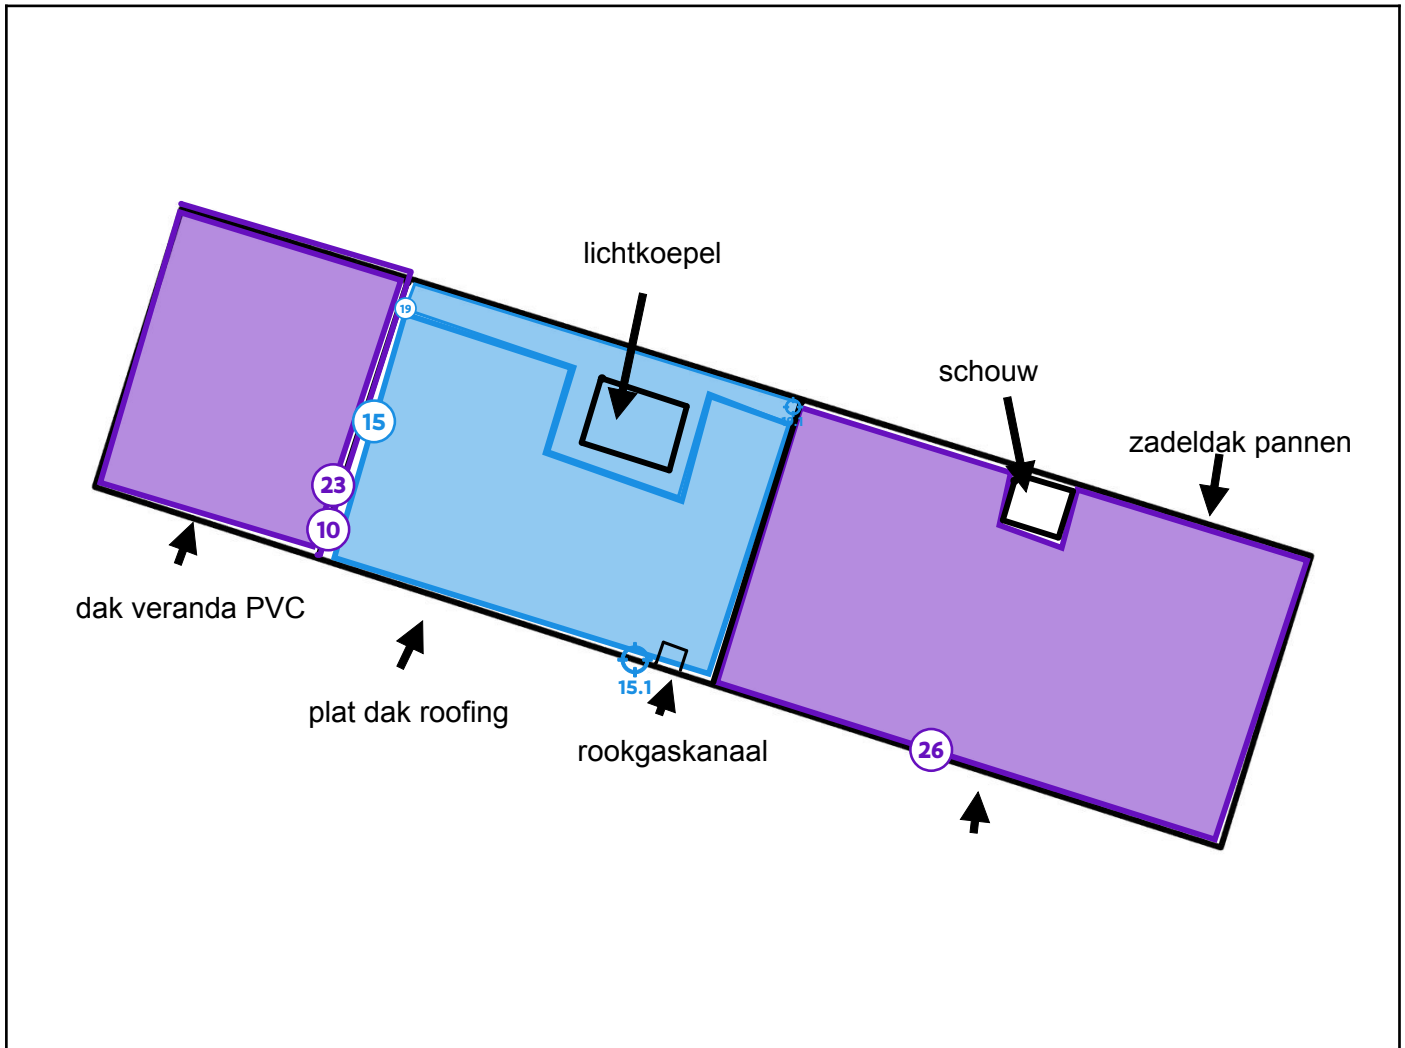 lichtkoepel
19
schouw
15
zadeldak pannen
23
10
dak veranda PVC
15.1
plat dak roofing
rookgaskanaal
26